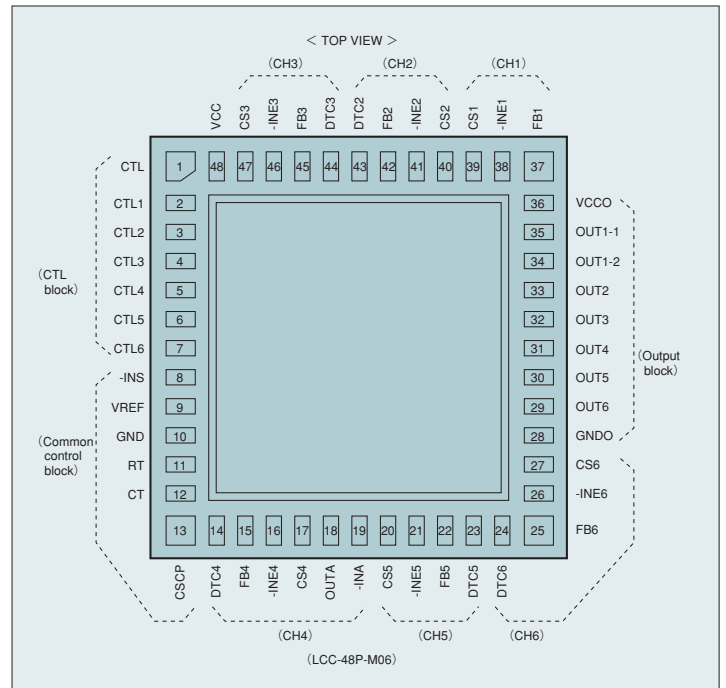 < TOP VIEW >
(CH3)
(CH2)
(CH1)
VCC
CS3
-INE3
FB3
DTC3
DTC2
FB2
-INE2
CS2
CS1
-INE1
FB1
48
47
46
45
44
43
42
41
40
39
38
37
CTL
1
CTL1
2
CTL2
3
CTL3
4
CTL4
5
CTL5
6
CTL6
7
-INS
8
VREF
9
GND
10
RT
11
CT
12
(CTL
block)
(Common
control
block)
36
VCCO
35
OUT1-1
34
OUT1-2
33
OUT2
32
OUT3
31
OUT4
30
OUT5
29
OUT6
28
GNDO
27
CS6
26
-INE6
25
FB6
(Output
block)
13
14
15
16
17
18
19
20
21
22
23
24
CSCP
DTC4
FB4
-INE4
CS4
OUTA
-INA
CS5
-INE5
FB5
DTC5
DTC6
(CH4)
(CH5)
(CH6)
(LCC-48P-M06)